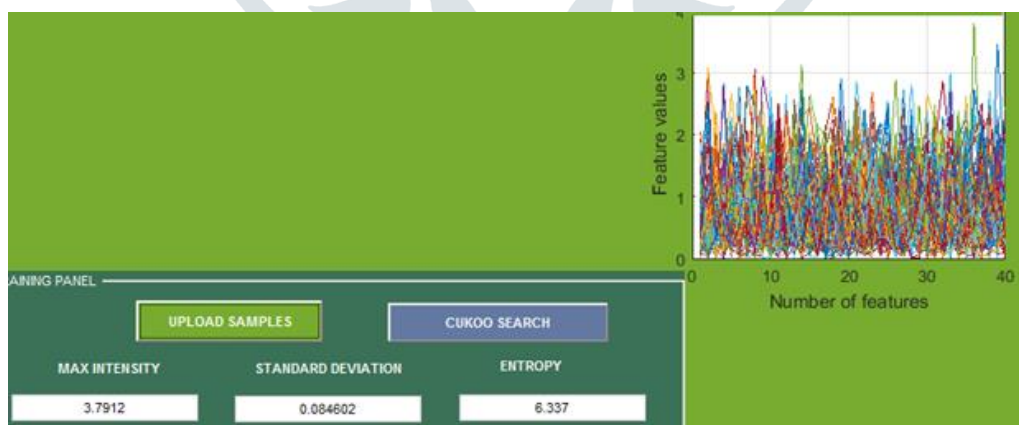 4
3
2
1
0
Feature values
0 10 20 30 40
Number of features
AINING PANEL
UPLOAD SAMPLES CUKOO SEARCH
MAX INTENSITY STANDARD DEVIATION ENTROPY
3.7912 0.084602 6.337